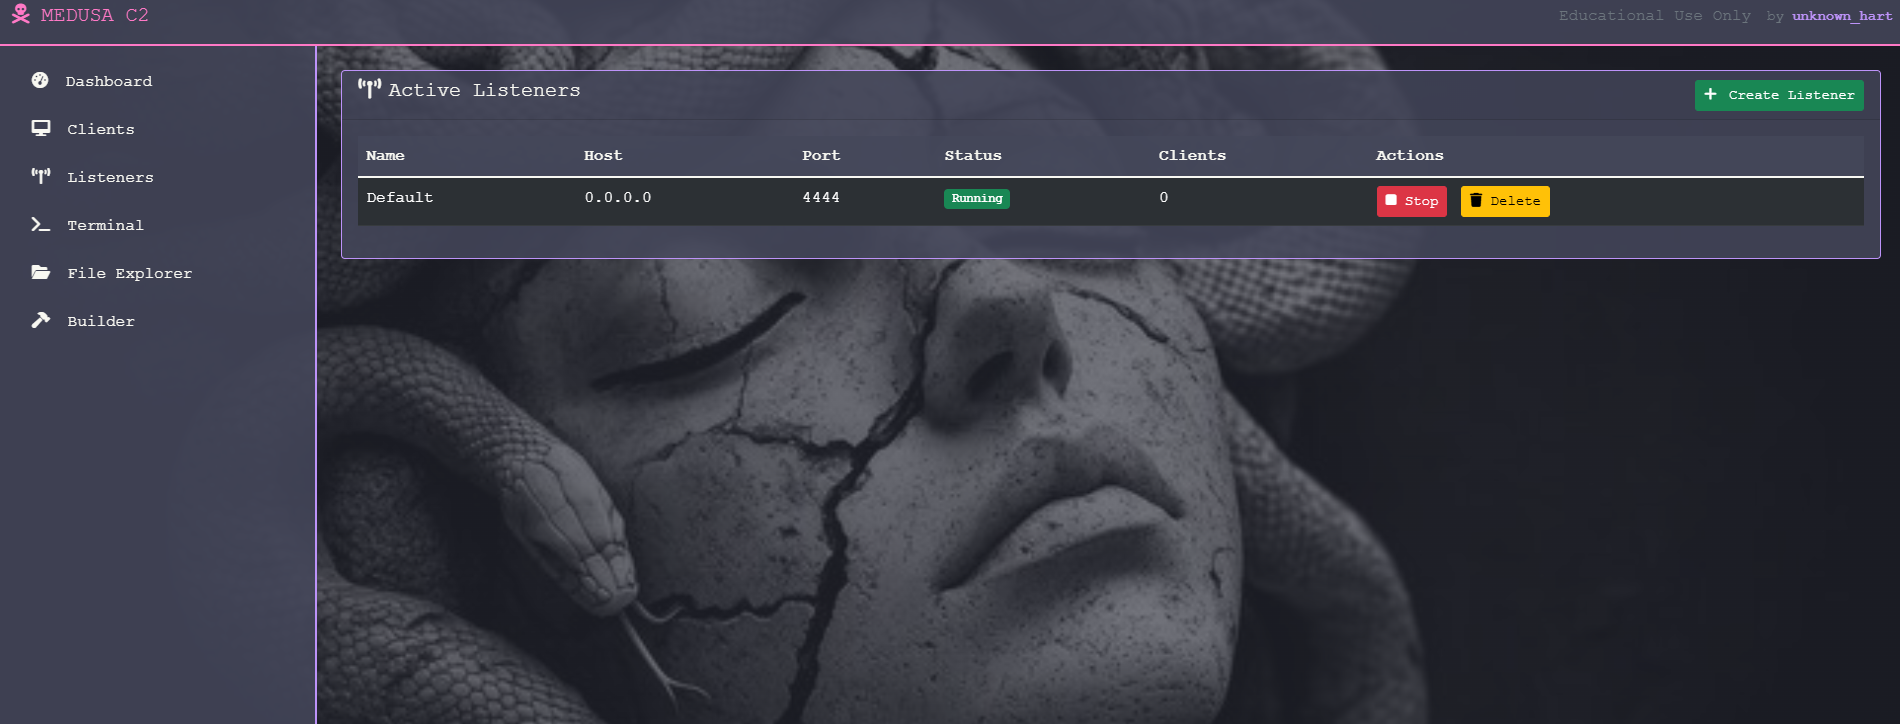 MEDUSA C2
Educational Use Only by unknown_hart
Dashboard
Clients
Listeners
Terminal
File Explorer
Builder
Active Listeners
Create Listener
Name Host Port Status Clients Actions
Default 0.0.0.0 4444 Running 0 Stop Delete